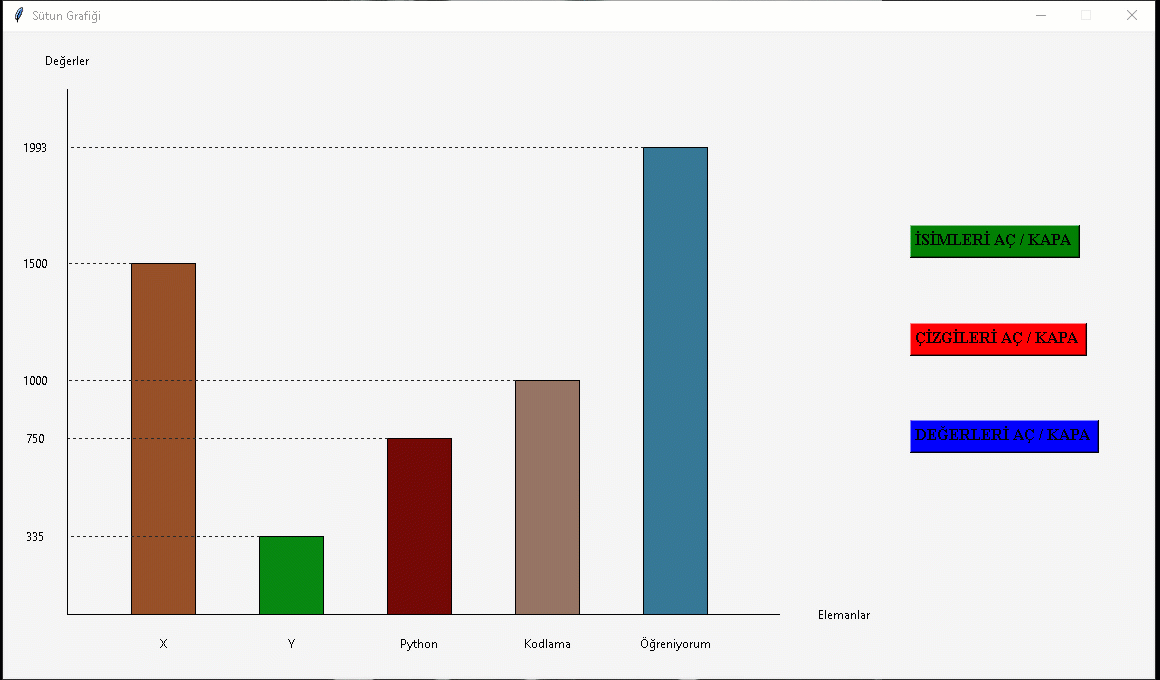 Sütun Grafiği
Değerler
1993
İSİMLERİ AÇ / KAPA
1500
ÇİZGİLERİ AÇ / KAPA
1000
750
DEĞERLERİ AÇ / KAPA
335
Elemanlar
X Y Python Kodlama Öğreniyorum